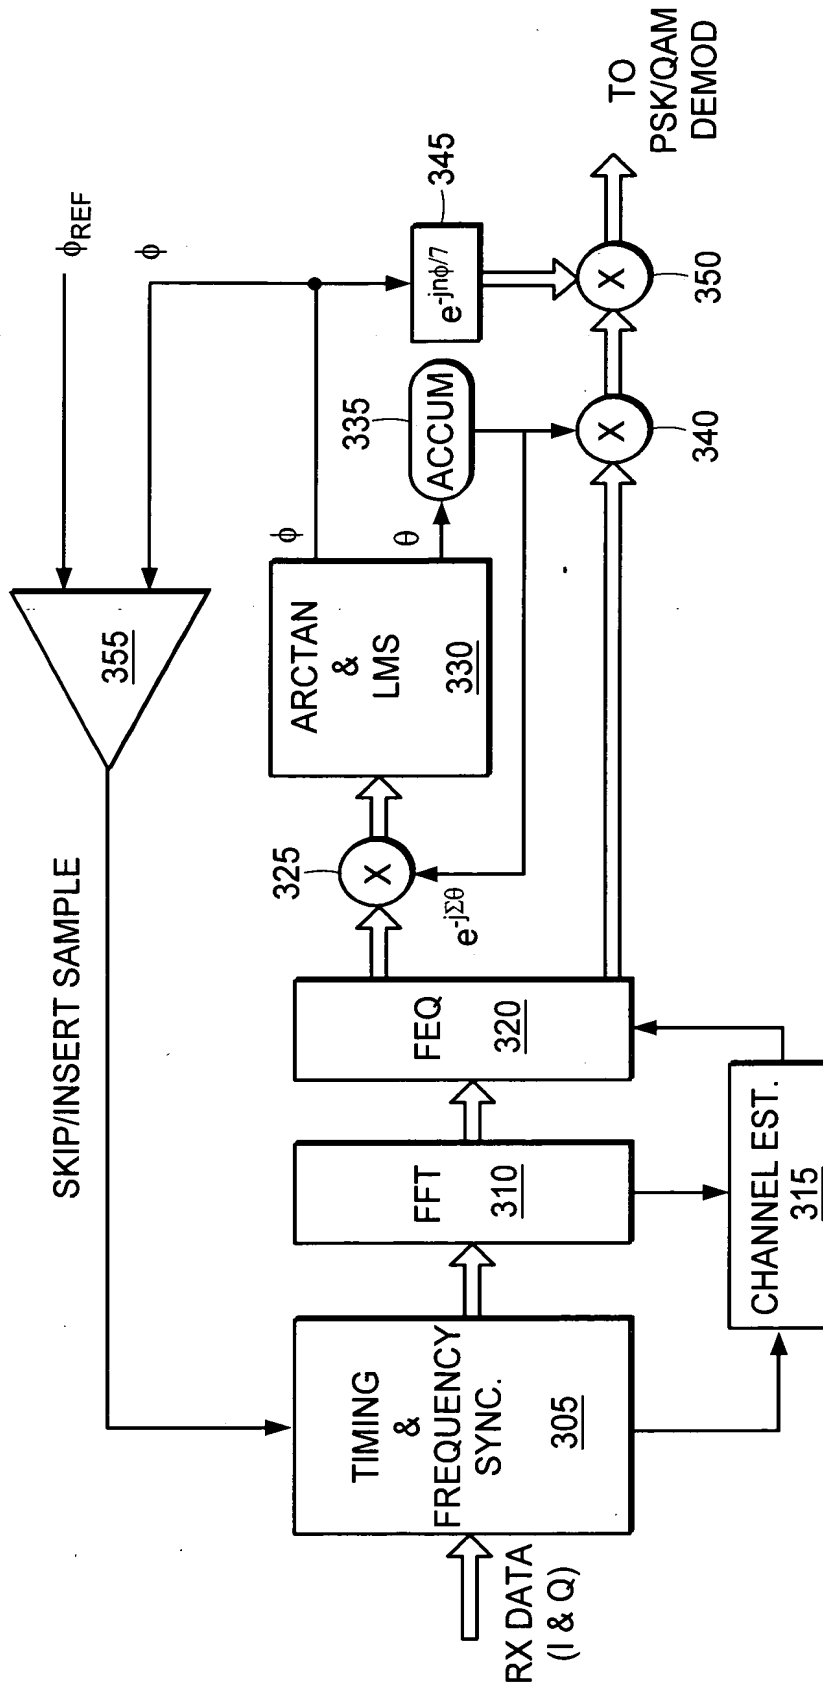 SKIP/INSERT SAMPLE
355
ϕREF
ϕ
RX DATA
(I & Q)
TIMING
&
FREQUENCY
SYNC.
305
FFT
310
CHANNEL EST.
315
FEQ
320
325
X
e-jΣθ
ARCTAN
&
LMS
330
ϕ
θ
335
ACCUM
e-jnϕ/7
345
X
340
X
350
TO
PSK/QAM
DEMOD